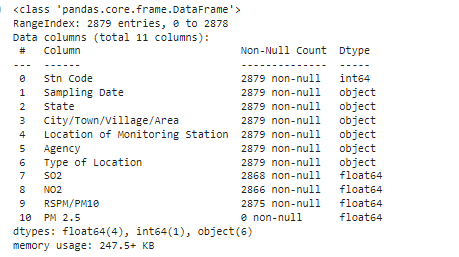 <class 'pandas.core.frame.DataFrame'>
RangeIndex: 2879 entries, 0 to 2878
Data columns (total 11 columns):
 #   Column                          Non-Null Count  Dtype
---  ------                          --------------  -----
 0   Stn Code                        2879 non-null   int64
 1   Sampling Date                   2879 non-null   object
 2   State                           2879 non-null   object
 3   City/Town/Village/Area          2879 non-null   object
 4   Location of Monitoring Station  2879 non-null   object
 5   Agency                          2879 non-null   object
 6   Type of Location                2879 non-null   object
 7   SO2                             2868 non-null   float64
 8   NO2                             2866 non-null   float64
 9   RSPM/PM10                       2875 non-null   float64
 10  PM 2.5                          0 non-null      float64
dtypes: float64(4), int64(1), object(6)
memory usage: 247.5+ KB